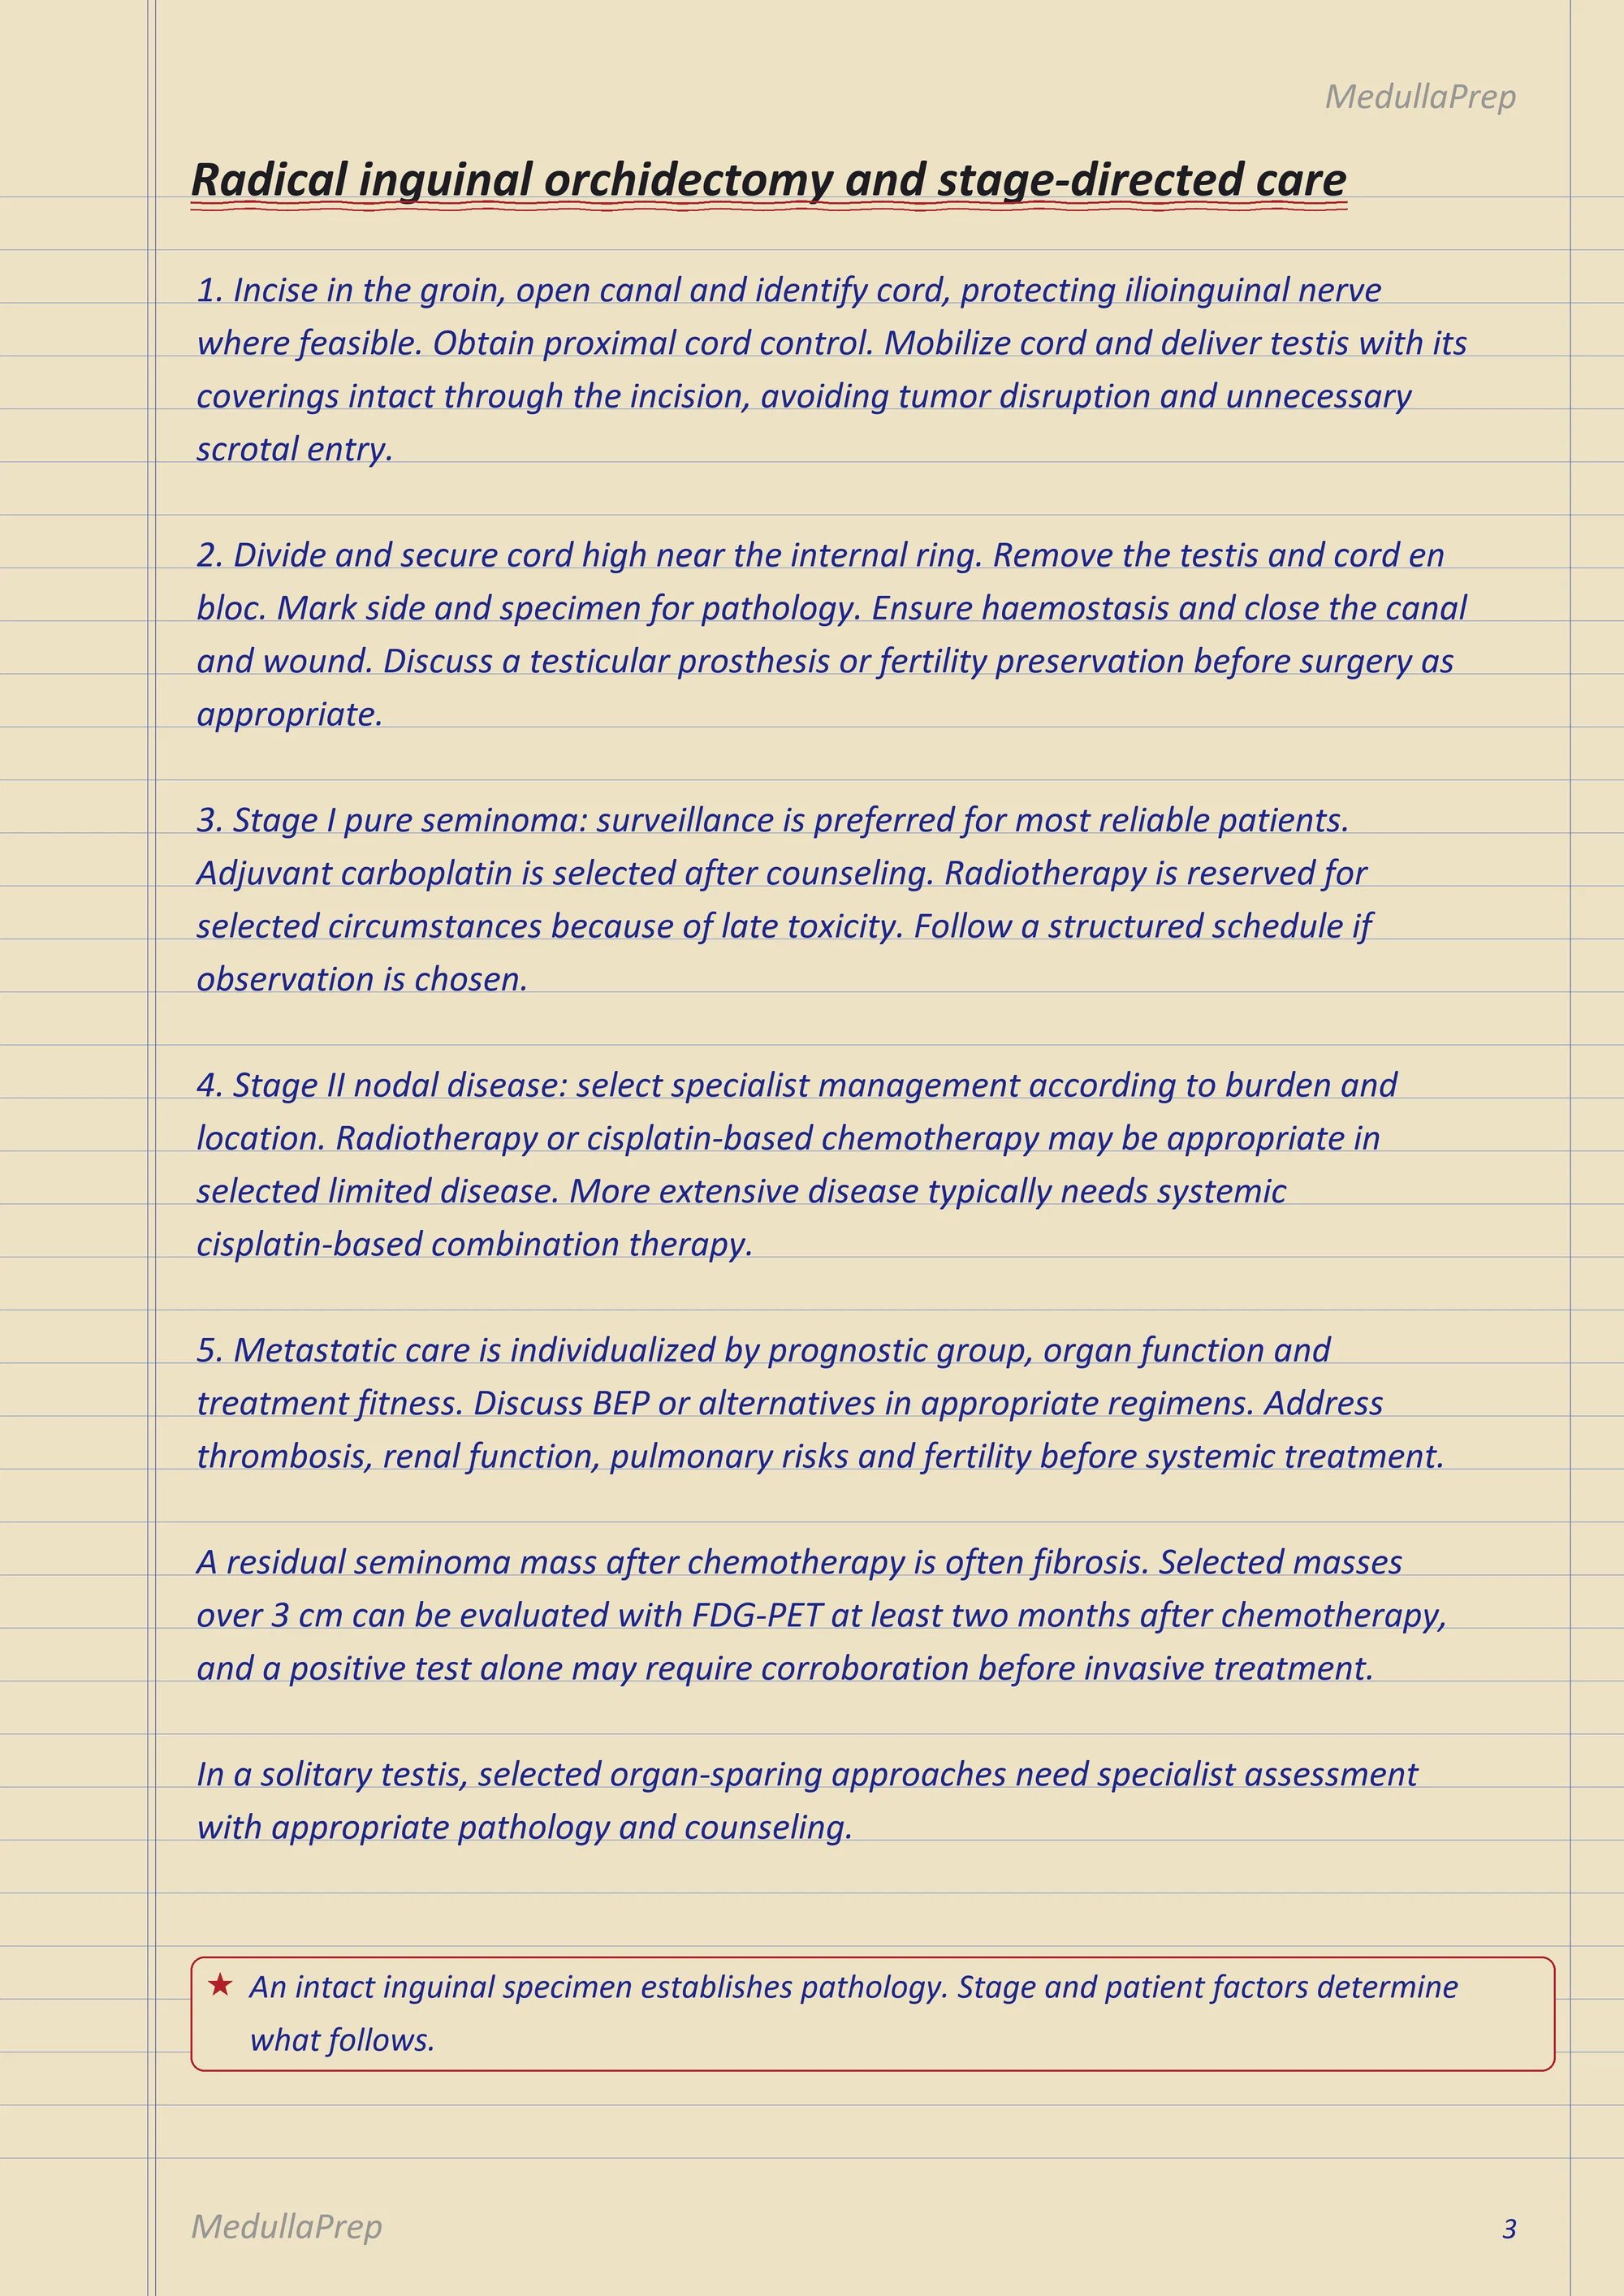 MedullaPrep
Radical inguinal orchidectomy and stage-directed care
1. Incise in the groin, open canal and identify cord, protecting ilioinguinal nerve
where feasible. Obtain proximal cord control. Mobilize cord and deliver testis with its
coverings intact through the incision, avoiding tumor disruption and unnecessary
scrotal entry.
2. Divide and secure cord high near the internal ring. Remove the testis and cord en
bloc. Mark side and specimen for pathology. Ensure haemostasis and close the canal
and wound. Discuss a testicular prosthesis or fertility preservation before surgery as
appropriate.
3. Stage I pure seminoma: surveillance is preferred for most reliable patients.
Adjuvant carboplatin is selected after counseling. Radiotherapy is reserved for
selected circumstances because of late toxicity. Follow a structured schedule if
observation is chosen.
4. Stage II nodal disease: select specialist management according to burden and
location. Radiotherapy or cisplatin-based chemotherapy may be appropriate in
selected limited disease. More extensive disease typically needs systemic
cisplatin-based combination therapy.
5. Metastatic care is individualized by prognostic group, organ function and
treatment fitness. Discuss BEP or alternatives in appropriate regimens. Address
thrombosis, renal function, pulmonary risks and fertility before systemic treatment.
A residual seminoma mass after chemotherapy is often fibrosis. Selected masses
over 3 cm can be evaluated with FDG-PET at least two months after chemotherapy,
and a positive test alone may require corroboration before invasive treatment.
In a solitary testis, selected organ-sparing approaches need specialist assessment
with appropriate pathology and counseling.
★ An intact inguinal specimen establishes pathology. Stage and patient factors determine
what follows.
MedullaPrep
3